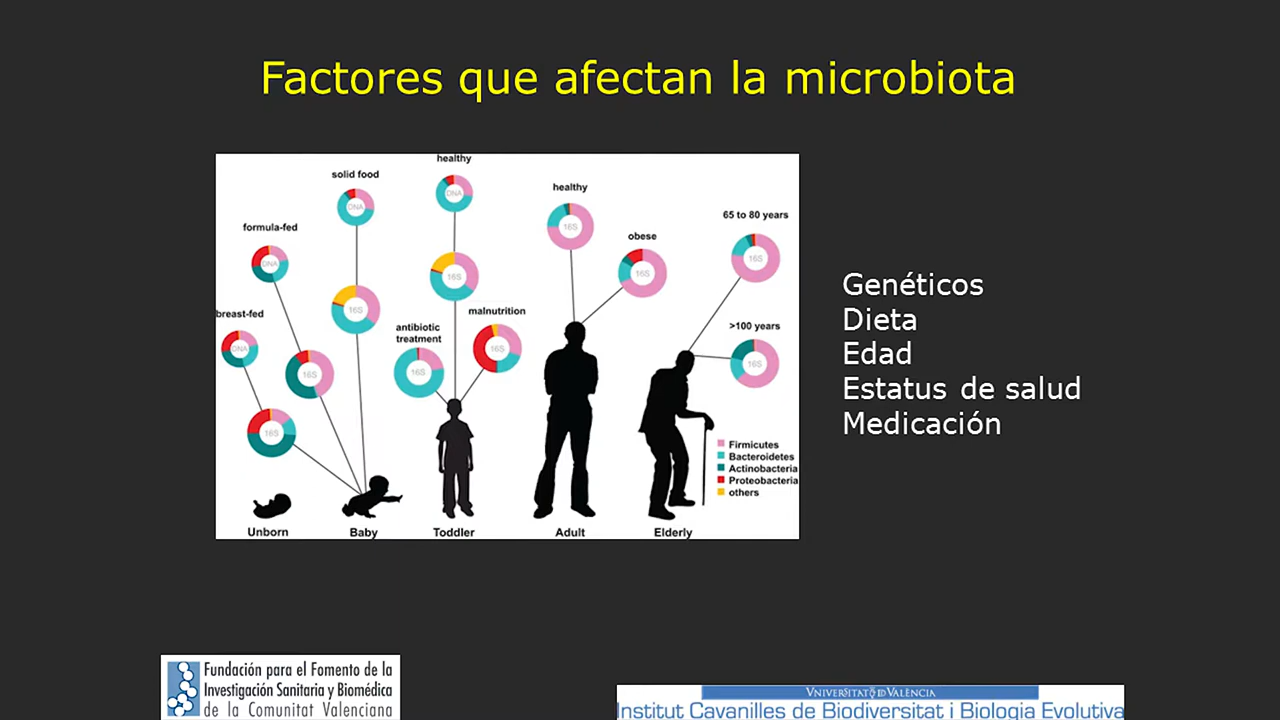 Factores que afectan la microbiota
healthy
solid food
DNA
healthy
DNA
65 to 80 years
formula-fed
16S
obese
DNA
16S
16S
16S
breast-fed
16S
malnutrition
antibiotic
treatment
>100 years
DNA
16S
16S
16S
16S
16S
Firmicutes
Bacteroidetes
Actinobacteria
Proteobacteria
others
Unborn
Baby
Toddler
Adult
Elderly
Genéticos
Dieta
Edad
Estatus de salud
Medicación
Fundación para el Fomento de la
Investigación Sanitaria y Biomédica
de la Comunitat Valenciana
VNIVERSITAT ID VALÈNCIA
Institut Cavanilles de Biodiversitat i Biologia Evolutiva